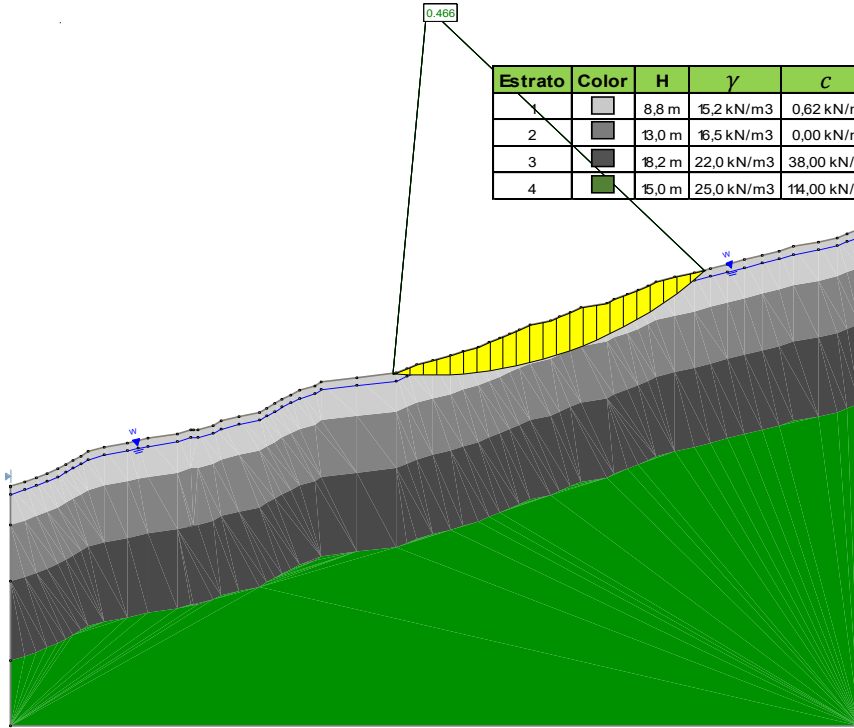 0.466
Estrato Color H γ c
1 8,8 m 15,2 kN/m3 0,62 kN/
2 13,0 m 16,5 kN/m3 0,00 kN/
3 18,2 m 22,0 kN/m3 38,00 kN/
4 15,0 m 25,0 kN/m3 114,00 kN/
W
W